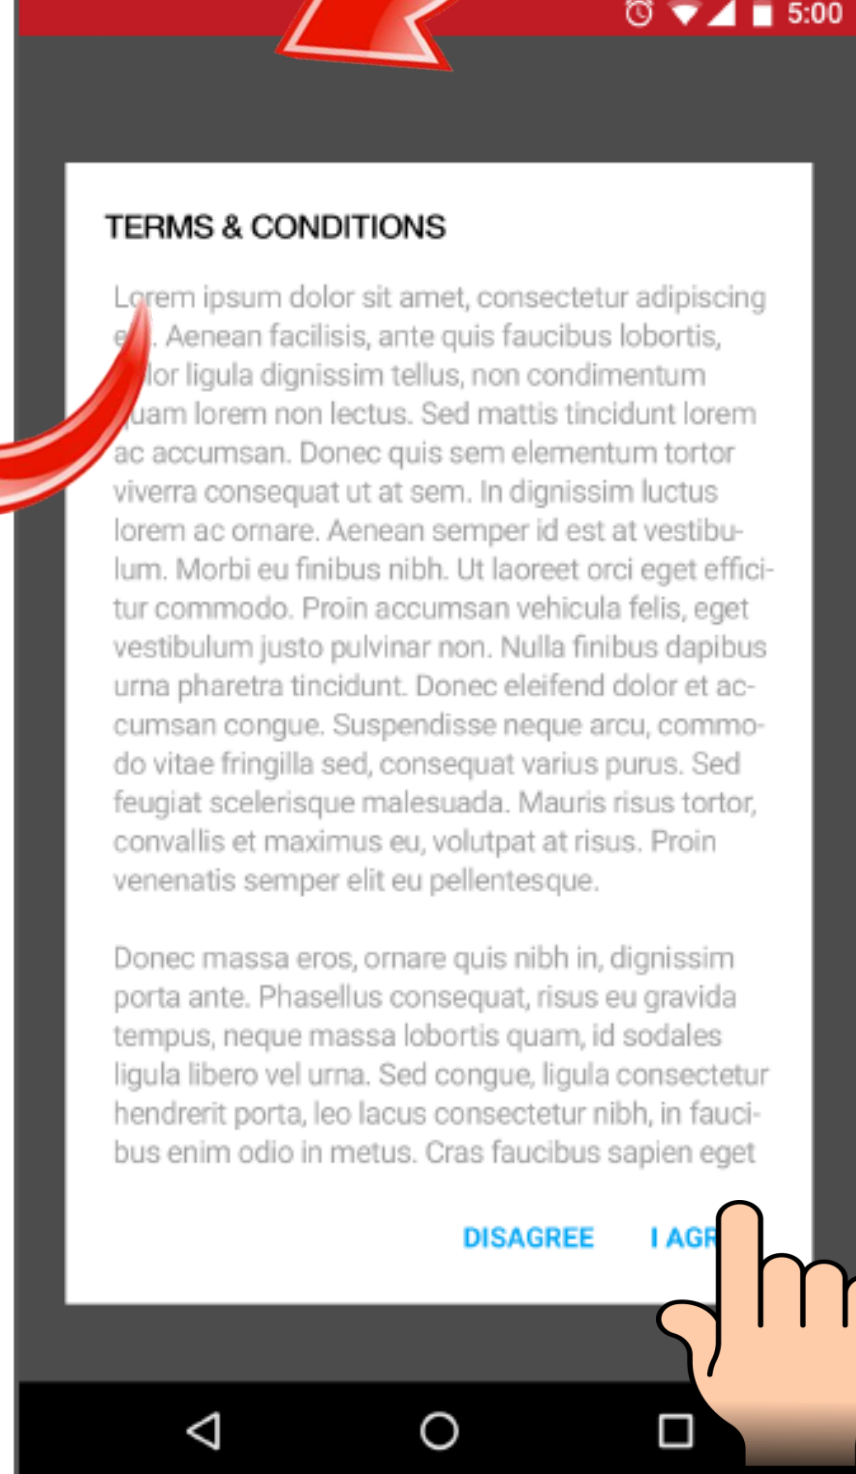 5:00
TERMS & CONDITIONS
Lorem ipsum dolor sit amet, consectetur adipiscing
Aenean facilisis, ante quis faucibus lobortis,
ligula dignissim tellus, non condimentum
lorem non lectus. Sed mattis tincidunt lorem
ac accumsan. Donec quis sem elementum tortor
viverra consequat ut at sem. In dignissim luctus
lorem ac ornare. Aenean semper id est at vestibu-
lum. Morbi eu finibus nibh. Ut laoreet orci eget effici-
tur commodo. Proin accumsan vehicula felis, eget
vestibulum justo pulvinar non. Nulla finibus dapibus
urna pharetra tincidunt. Donec eleifend dolor et ac-
cumsan congue. Suspendisse neque arcu, commo-
do vitae fringilla sed, consequat varius purus. Sed
feugiat scelerisque malesuada. Mauris risus tortor,
convallis et maximus eu, volutpat at risus. Proin
venenatis semper elit eu pellentesque.
Donec massa eros, ornare quis nibh in, dignissim
porta ante. Phasellus consequat, risus eu gravida
tempus, neque massa lobortis quam, id sodales
ligula libero vel urna. Sed congue, ligula consectetur
hendrerit porta, leo lacus consectetur nibh, in fauci-
bus enim odio in metus. Cras faucibus sapien eget
DISAGREE I AGR